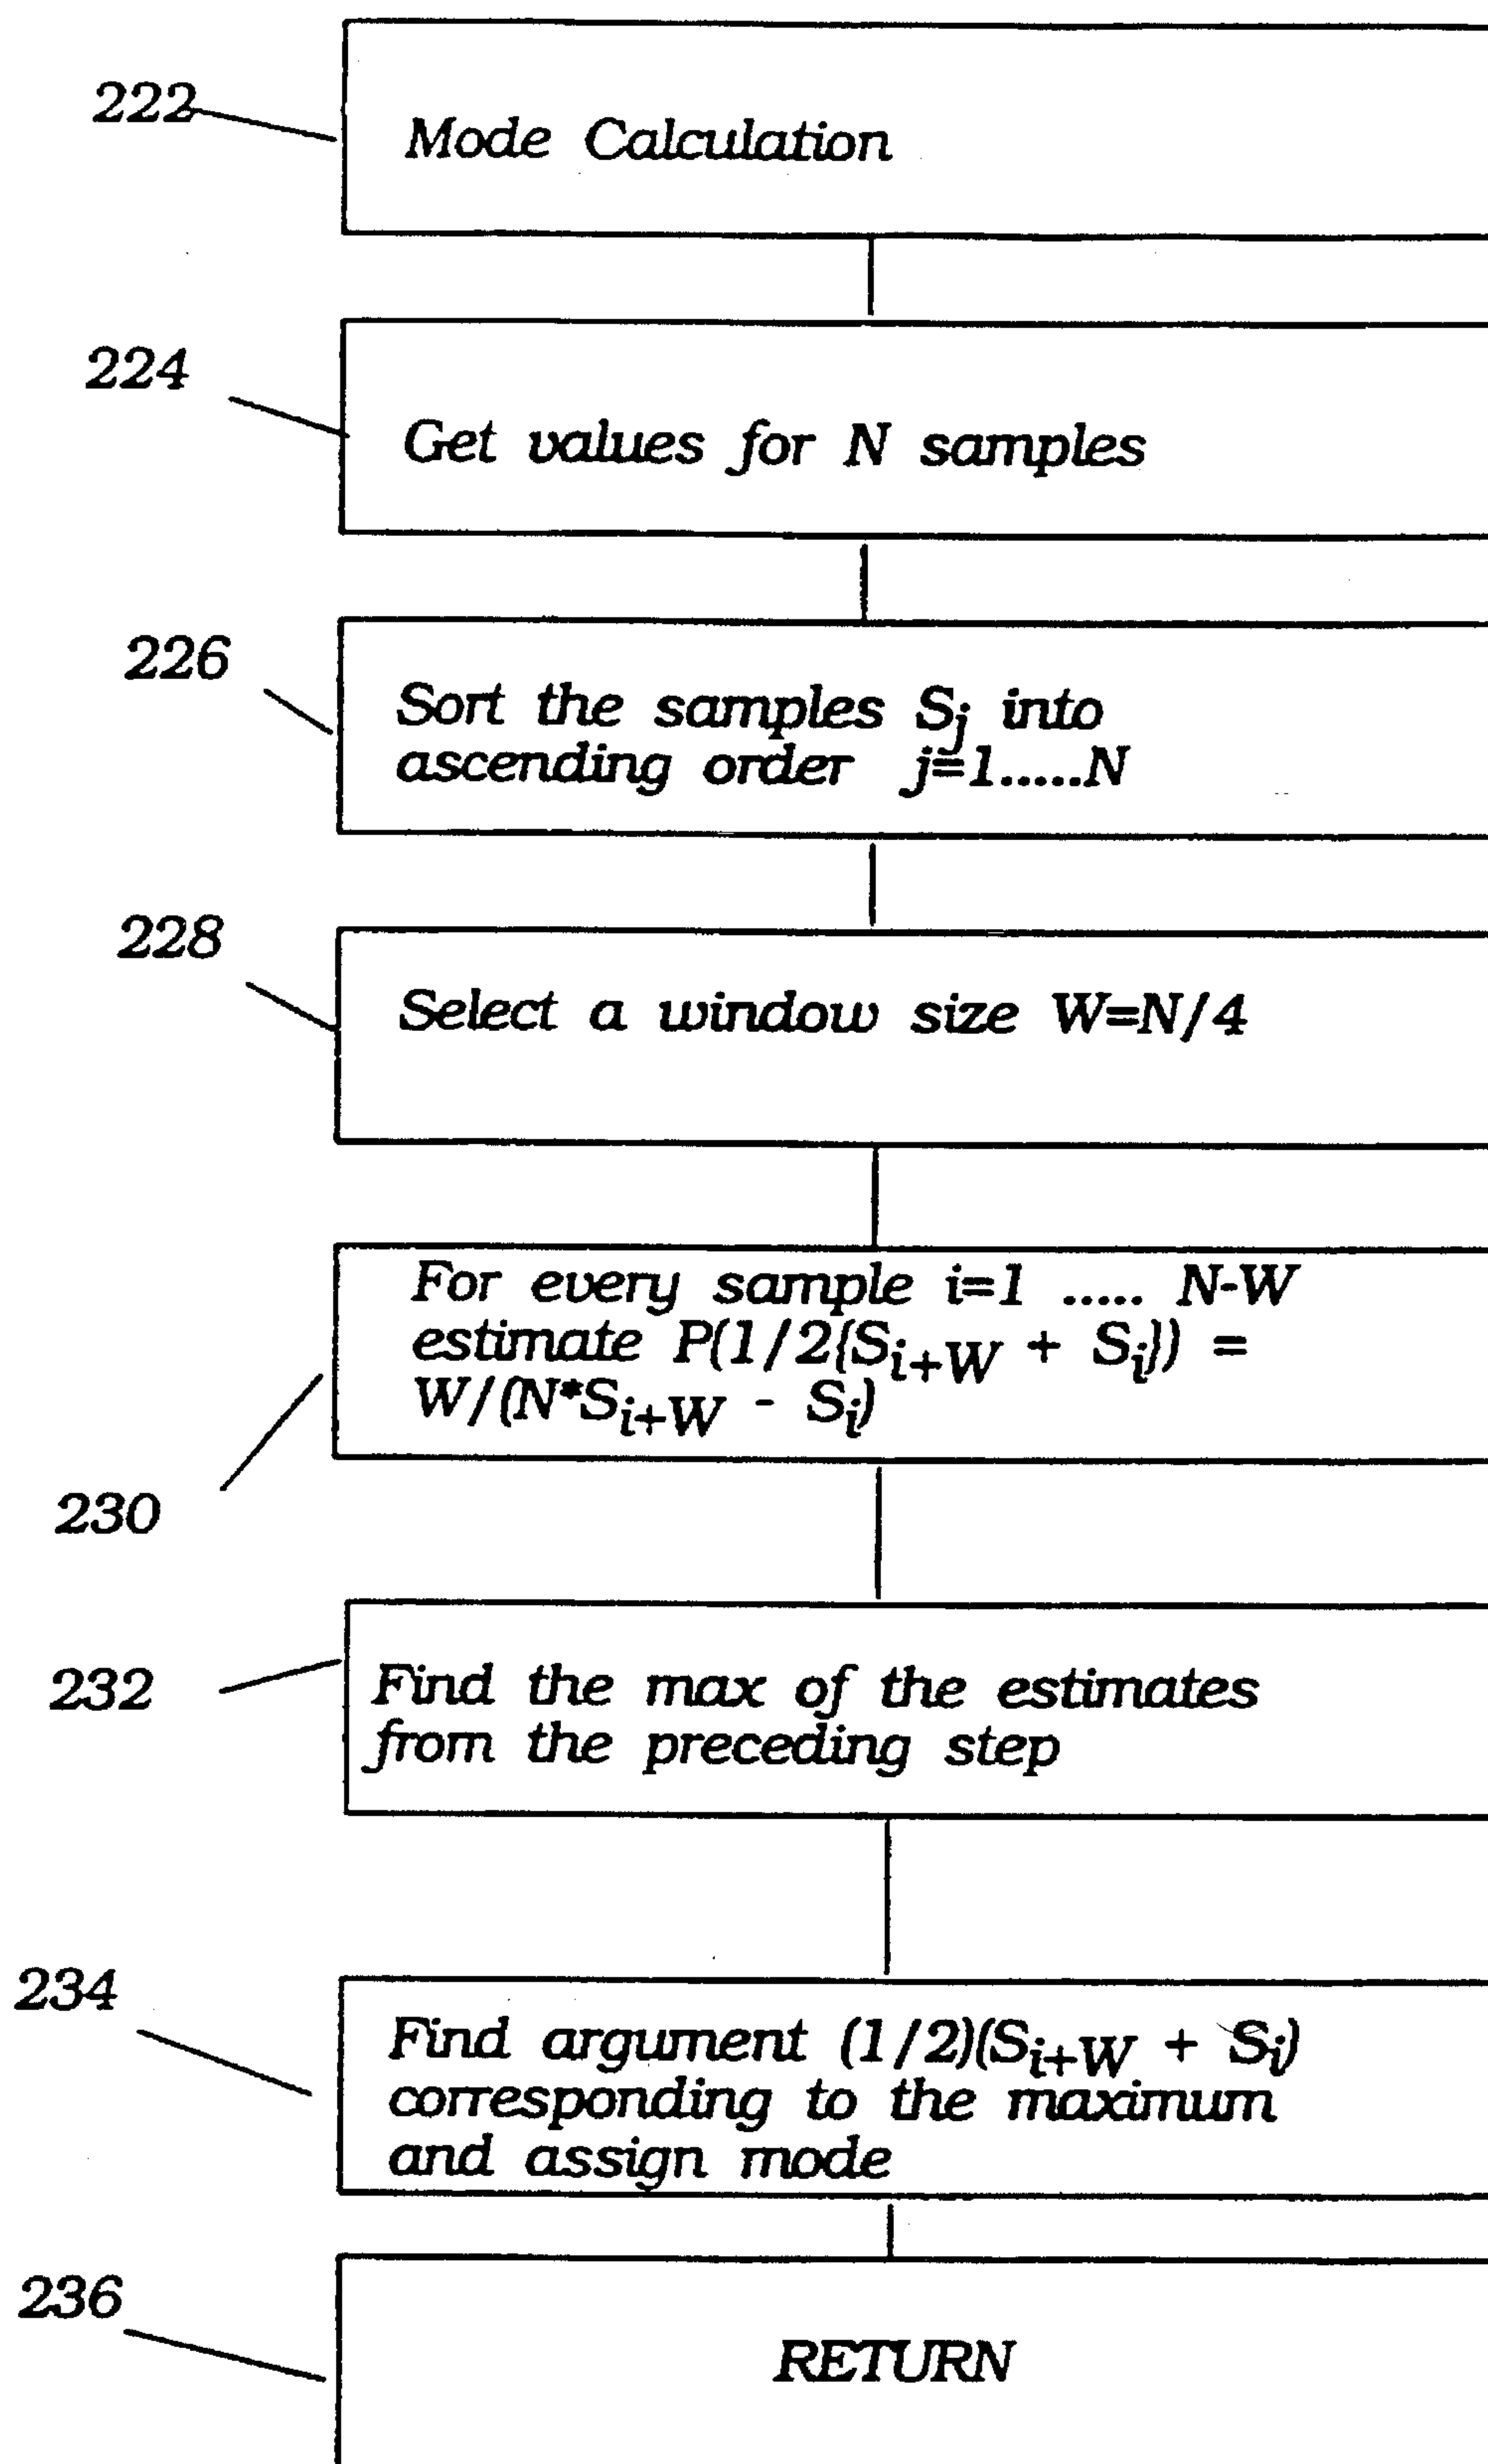 222
Mode Calculation
224
Get values for N samples
226
Sort the samples Sj into
ascending order j=1.....N
228
Select a window size W=N/4
For every sample i=1 ..... N-W
estimate P(1/2(Si+W + Si)) =
W/(N*Si+W - Si)
230
232
Find the max of the estimates
from the preceding step
234
Find argument (1/2)(Si+W + Si)
corresponding to the maximum
and assign mode
236
RETURN